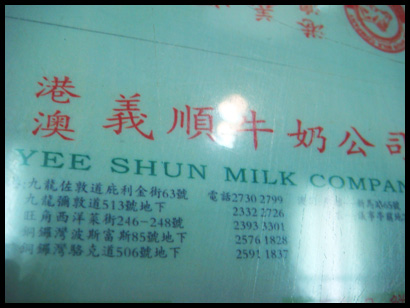 港澳義順牛奶公司
YEE SHUN MILK COMPAN
九龍佐敦道庇利金街63號 電話2730 2799
九龍彌敦道513號地下 2332 2726
旺角西洋菜街246-248號 2393 3301
銅鑼灣波斯富街85號地下 2576 1828
銅鑼灣駱克道506號地下 2591 1837